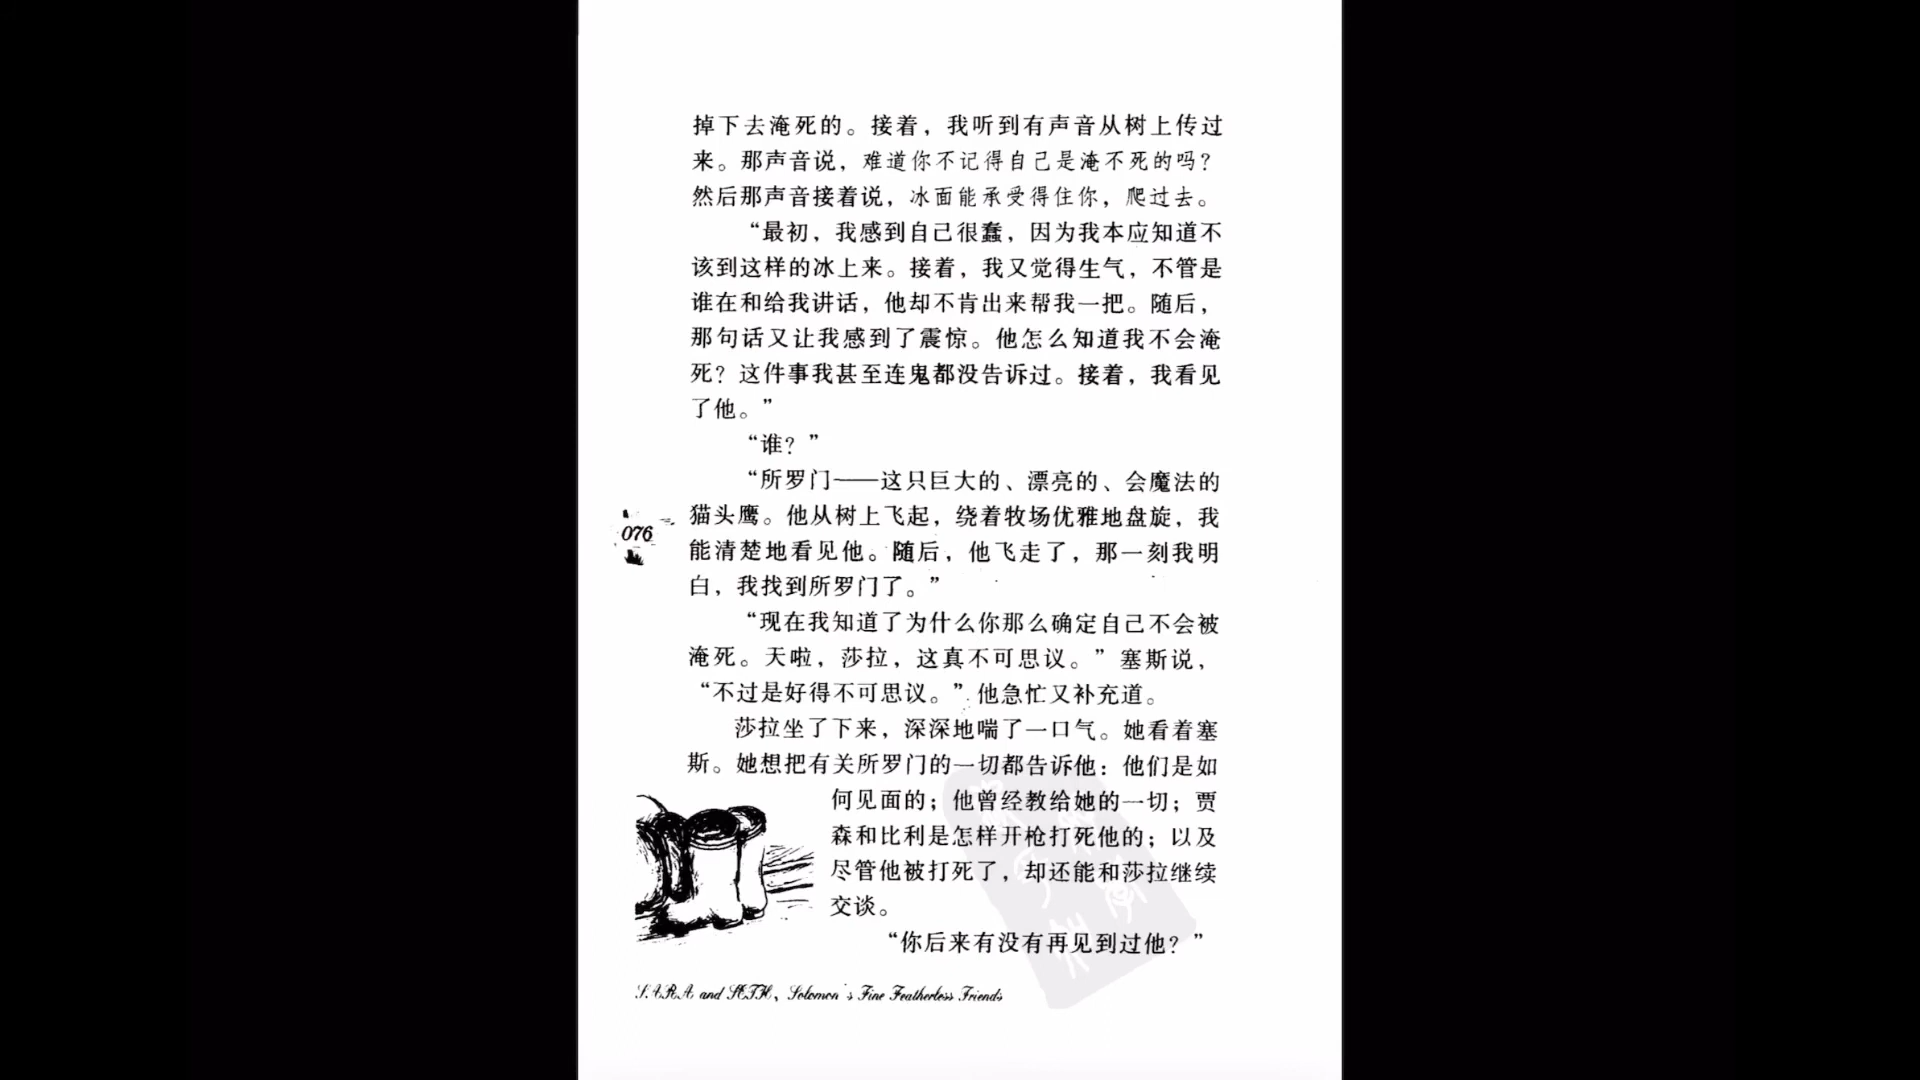 掉下去淹死的。接着，我听到有声音从树上传过
来。那声音说，难道你不记得自己是淹不死的吗？
然后那声音接着说，冰面能承受得住你，爬过去。
“最初，我感到自己很蠢，因为我本应知道不
该到这样的冰上来。接着，我又觉得生气，不管是
谁在和给我讲话，他却不肯出来帮我一把。随后，
那句话又让我感到了震惊。他怎么知道我不会淹
死？这件事我甚至连鬼都没告诉过。接着，我看见
了他。”
“谁？”
“所罗门——这只巨大的、漂亮的、会魔法的
猫头鹰。他从树上飞起，绕着牧场优雅地盘旋，我
能清楚地看见他。随后，他飞走了，那一刻我明
白，我找到所罗门了。”
076
“现在我知道了为什么你那么确定自己不会被
淹死。天啦，莎拉，这真不可思议。”塞斯说，
“不过是好得不可思议。”他急忙又补充道。
莎拉坐了下来，深深地喘了一口气。她看着塞
斯。她想把有关所罗门的一切都告诉他：他们是如
何见面的；他曾经教给她的一切；贾
森和比利是怎样开枪打死他的；以及
尽管他被打死了，却还能和莎拉继续
交谈。
“你后来有没有再见到过他？”
SARA and SETH, Solomon's Fine Featherless Friends